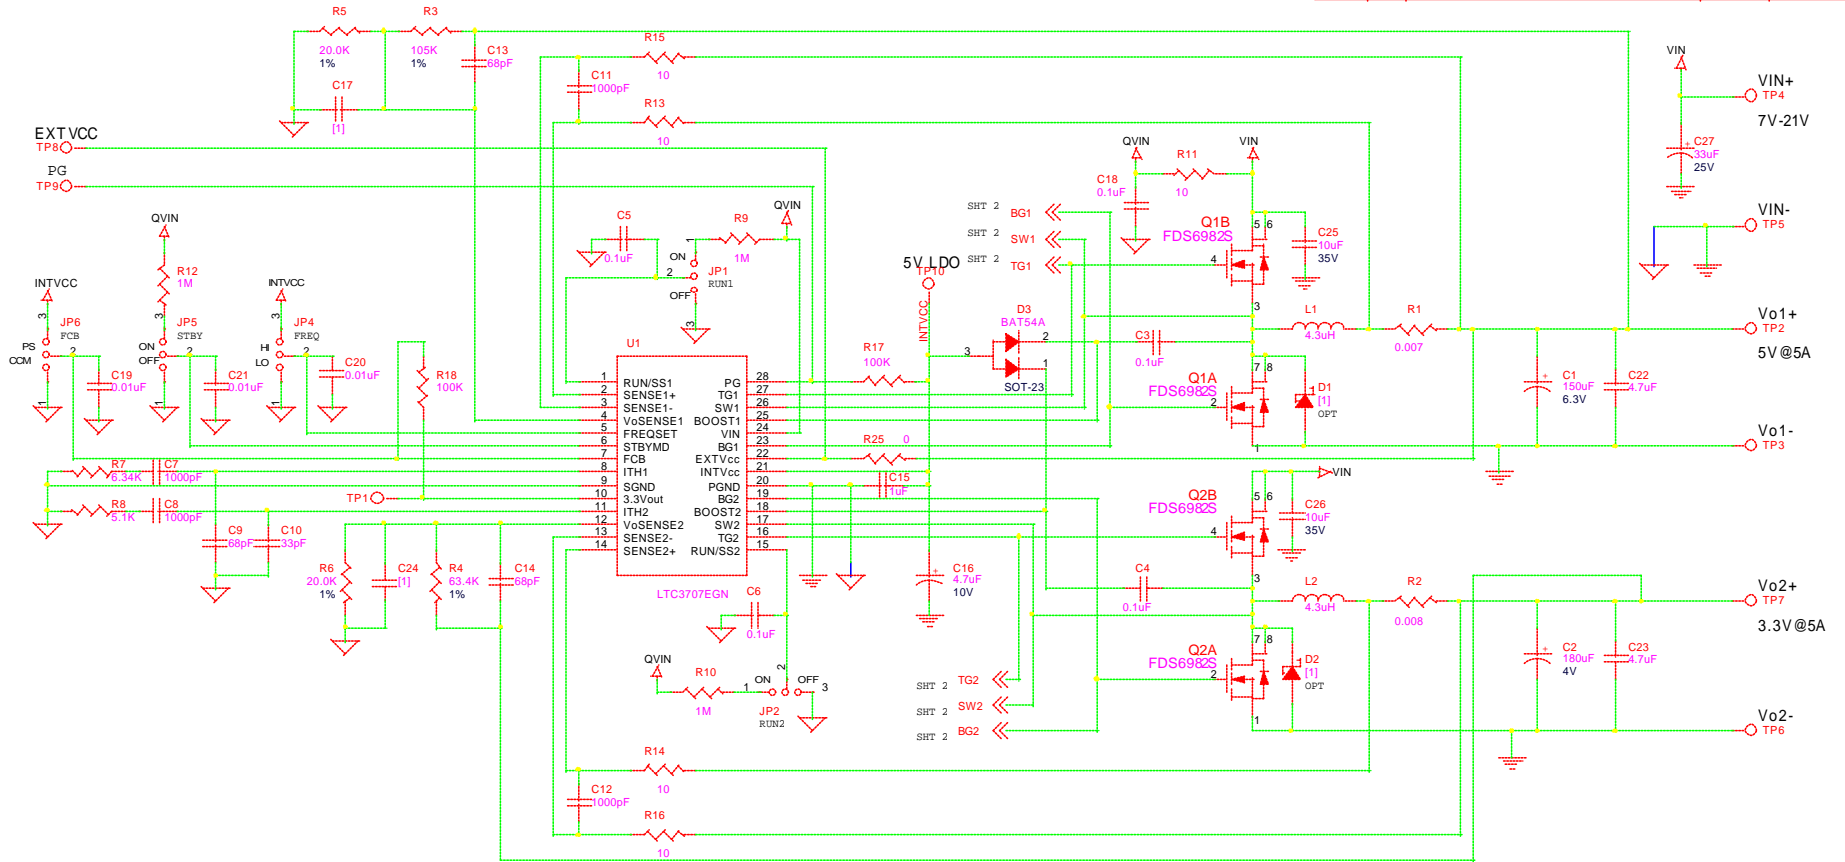 R5
20.0K
1%
R3
105K
1%
C13
68pF
C17
[1]
R15
10
C11
1000pF
R13
10
VIN
VIN+
TP4
7V-21V
C27
+
33uF
25V
EXTVCC
TP8
PG
TP9
QVIN
R11
10
VIN
C18
0.1uF
VIN-
TP5
SHT 2
BG1
SHT 2
SW1
SHT 2
TG1
Q1B
FDS6982S
5
6
4
3
C25
10uF
35V
QVIN
R12
1M
C5
0.1uF
R9
1M
QVIN
1
ON
2
JP1
RUN1
OFF
3
5V LDO
TP10
INTVCC
INTVCC
3
JP6
FCB
PS
CCM
2
1
C19
0.01uF
3
JP5
STBY
ON
OFF
2
1
C21
0.01uF
INTVCC
3
JP4
FREQ
HI
LO
2
1
C20
0.01uF
R18
100K
D3
BAT54A
3
2
1
SOT-23
C3
0.1uF
L1
4.3uH
R1
0.007
Vo1+
TP2
5V@5A
R17
100K
Q1A
FDS6982S
7
8
2
1
D1
[1]
OPT
C1
+
150uF
6.3V
C22
4.7uF
Vo1-
TP3
U1
1
RUN/SS1
PG
28
2
SENSE1+
TG1
27
3
SENSE1-
SW1
26
4
VoSENSE1
BOOST1
25
5
FREQSET
VIN
24
6
STBYMD
BG1
23
7
FCB
EXTVcc
22
8
ITH1
INTVcc
21
9
SGND
PGND
20
10
3.3Vout
BG2
19
11
ITH2
BOOST2
18
12
VoSENSE2
SW2
17
13
SENSE2-
TG2
16
14
SENSE2+
RUN/SS2
15
LTC3707EGN
R25
0
C15
1uF
R7
6.34K
C7
1000pF
R8
5.1K
C8
1000pF
TP1
C9
68pF
C10
33pF
VIN
Q2B
FDS6982S
5
6
4
3
C26
10uF
35V
R6
20.0K
1%
C24
[1]
R4
63.4K
1%
C14
68pF
C16
+
4.7uF
10V
C4
0.1uF
L2
4.3uH
R2
0.008
Vo2+
TP7
3.3V@5A
C6
0.1uF
QVIN
R10
1M
1
ON
2
OFF
3
JP2
RUN2
SHT 2
TG2
SHT 2
SW2
SHT 2
BG2
Q2A
FDS6982S
7
8
2
1
D2
[1]
OPT
C2
+
180uF
4V
C23
4.7uF
Vo2-
TP6
R14
10
C12
1000pF
R16
10